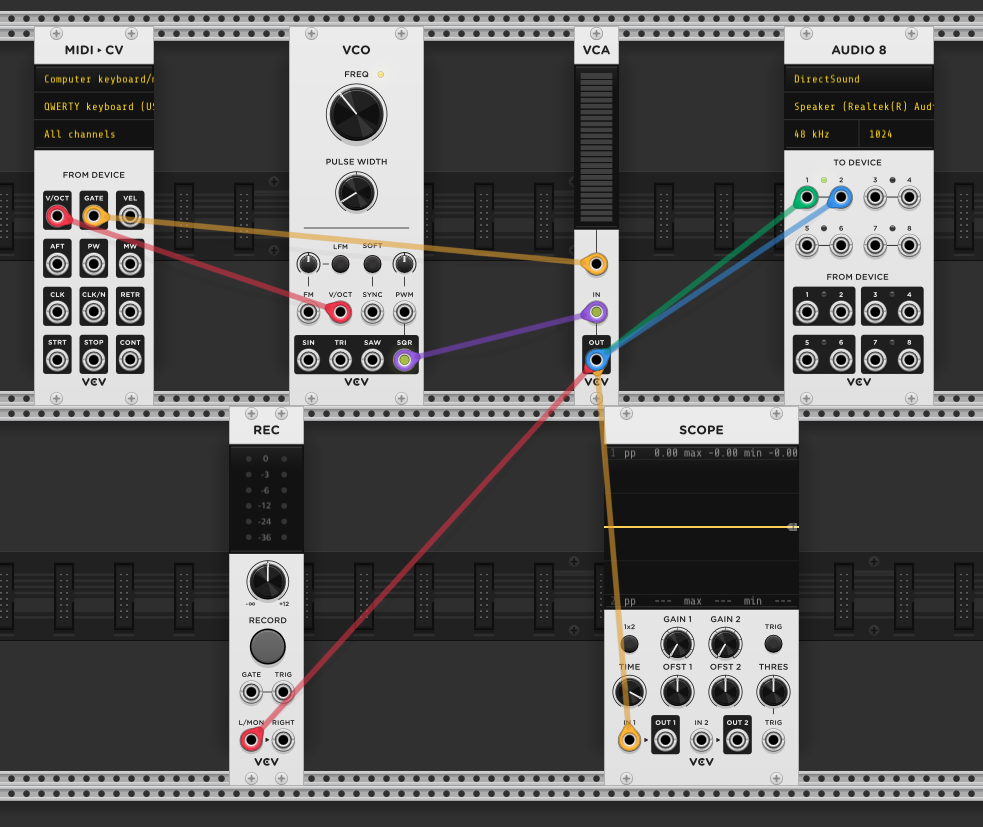 MIDI ▸ CV
Computer keyboard/m
QWERTY keyboard (US
All channels
FROM DEVICE
V/OCT GATE VEL
AFT PW MW
CLK CLK/N RETR
STRT STOP CONT
VCV
VCO
FREQ
PULSE WIDTH
LFM SOFT
FM V/OCT SYNC PWM
SIN TRI SAW SQR
VCV
VCA
IN
OUT
VCV
AUDIO 8
DirectSound
Speaker (Realtek(R) Aud
48 kHz 1024
TO DEVICE
1 2 3 4
5 6 7 8
FROM DEVICE
1 2 3 4
5 6 7 8
VCV
REC
0
-3
-6
-12
-24
-36
-∞ +12
RECORD
GATE TRIG
L/MON RIGHT
VCV
SCOPE
1 pp 0.00 max -0.00 min -0.00
2 pp --- max --- min ---
1x2 GAIN 1 GAIN 2 TRIG
TIME OFST 1 OFST 2 THRES
IN 1 OUT 1 IN 2 OUT 2 TRIG
VCV